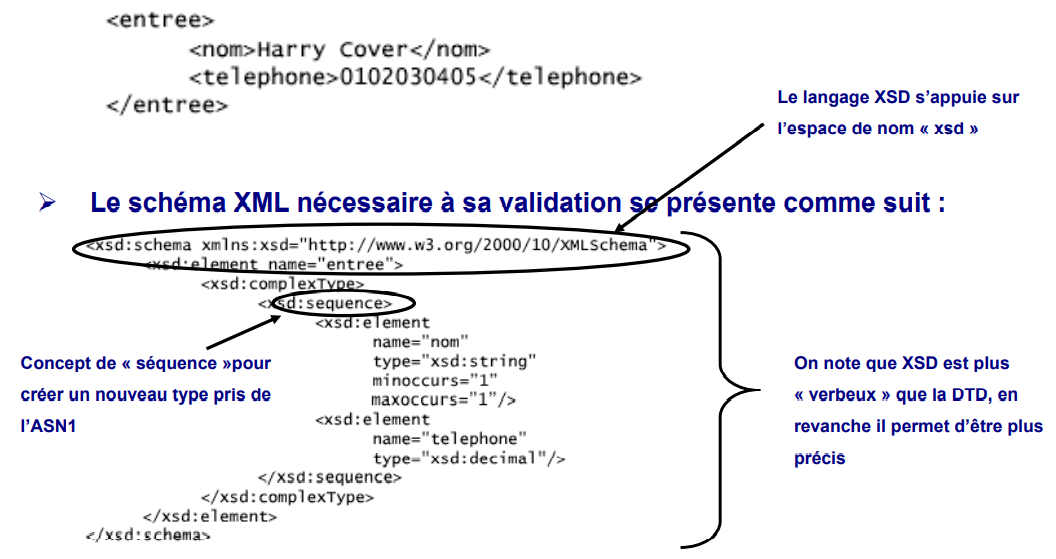 <entree>
<nom>Harry Cover</nom>
<telephone>0102030405</telephone>
</entree>
Le langage XSD s'appuie sur
l'espace de nom « xsd »
➢ Le schéma XML nécessaire à sa validation se présente comme suit :
<xsd:schema xmlns:xsd="http://www.w3.org/2000/10/XMLSchema">
<xsd:element name="entree">
<xsd:complexType>
<xsd:sequence>
<xsd:element
name="nom"
type="xsd:string"
minoccurs="1"
maxoccurs="1"/>
<xsd:element
name="telephone"
type="xsd:decimal"/>
</xsd:sequence>
</xsd:complexType>
</xsd:element>
</xsd:schema>
Concept de « séquence »pour
créer un nouveau type pris de
l'ASN1
On note que XSD est plus
« verbeux » que la DTD, en
revanche il permet d'être plus
précis